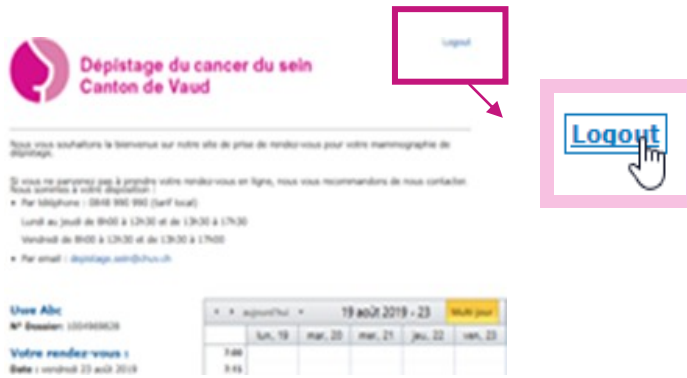 Logout
Dépistage du cancer du sein
Canton de Vaud
Logout
Nous vous souhaitons la bienvenue sur notre site de prise de rendez-vous pour votre mammographie de
dépistage.
Si vous ne parvenez pas à prendre votre rendez-vous en ligne, nous vous recommandons de nous contacter.
Nous sommes à votre disposition :
• Par téléphone : 0848 990 990 (tarif local)
Lundi au jeudi de 8h00 à 12h30 et de 13h30 à 17h30
Vendredi de 8h00 à 12h30 et de 13h30 à 17h00
• Par email : depistage.sein@chuv.ch
Uwe Abc
N° Dossier:
aujourd'hui
19 août 2019 - 23
Multi jour
lun. 19 mar. 20 mer. 21 jeu. 22 ven. 23
Votre rendez-vous :
Date : vendredi 23 août 2019
7:00
7:15